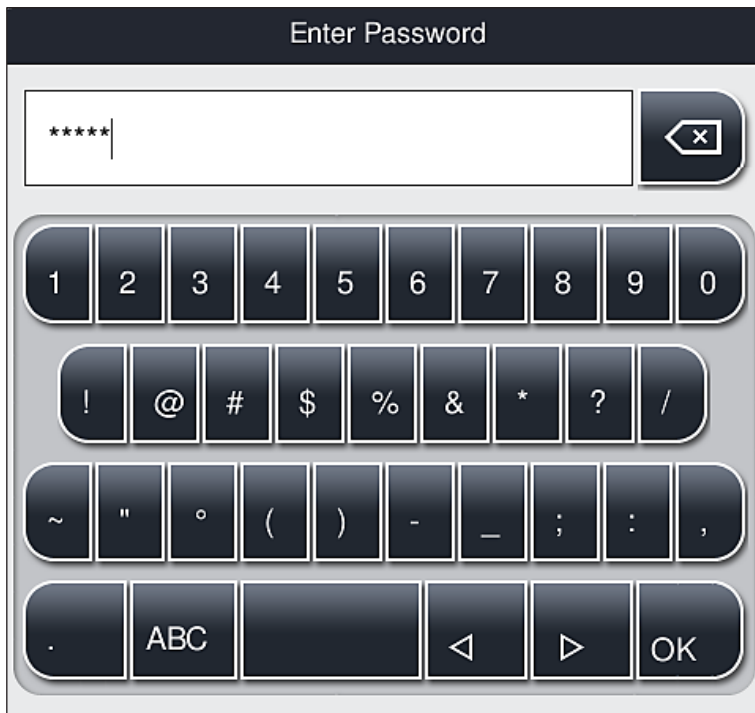 Enter Password
*****
1 2 3 4 5 6 7 8 9 0
! @ # $ % & * ? /
~ " ° ( ) - _ ; : ,
. ABC ◁ ▷ OK